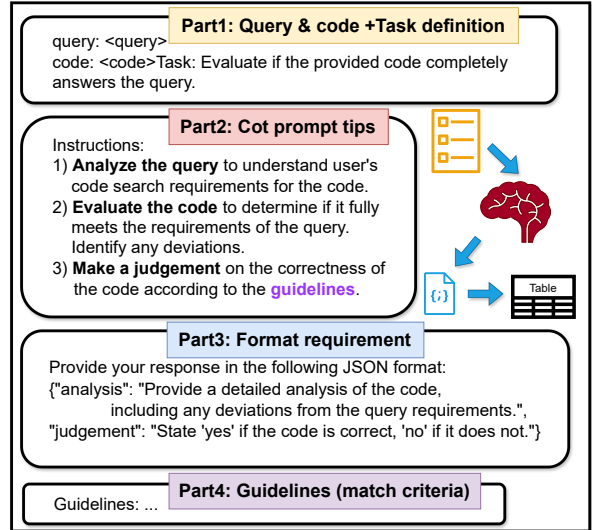 Part1: Query & code +Task definition
query: <query>
code: <code>Task: Evaluate if the provided code completely
answers the query.
Part2: Cot prompt tips
Instructions:
1) Analyze the query to understand user's
code search requirements for the code.
2) Evaluate the code to determine if it fully
meets the requirements of the query.
Identify any deviations.
3) Make a judgement on the correctness of
the code according to the guidelines.
{;}
Table
Part3: Format requirement
Provide your response in the following JSON format:
{"analysis": "Provide a detailed analysis of the code,
including any deviations from the query requirements.",
"judgement": "State 'yes' if the code is correct, 'no' if it does not."}
Part4: Guidelines (match criteria)
Guidelines: ...